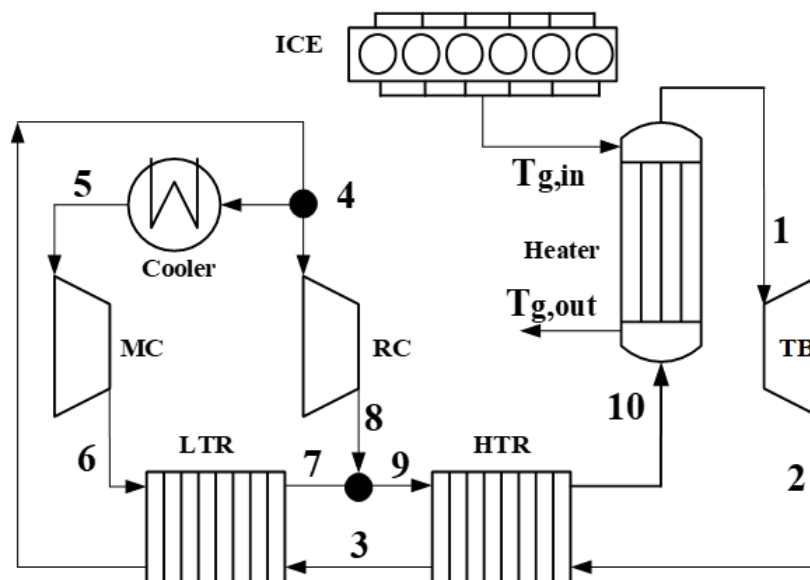 ICE
Tg,in
5
4
Cooler
Heater
1
Tg,out
MC
RC
TB
10
8
6
LTR
7
9
HTR
2
3